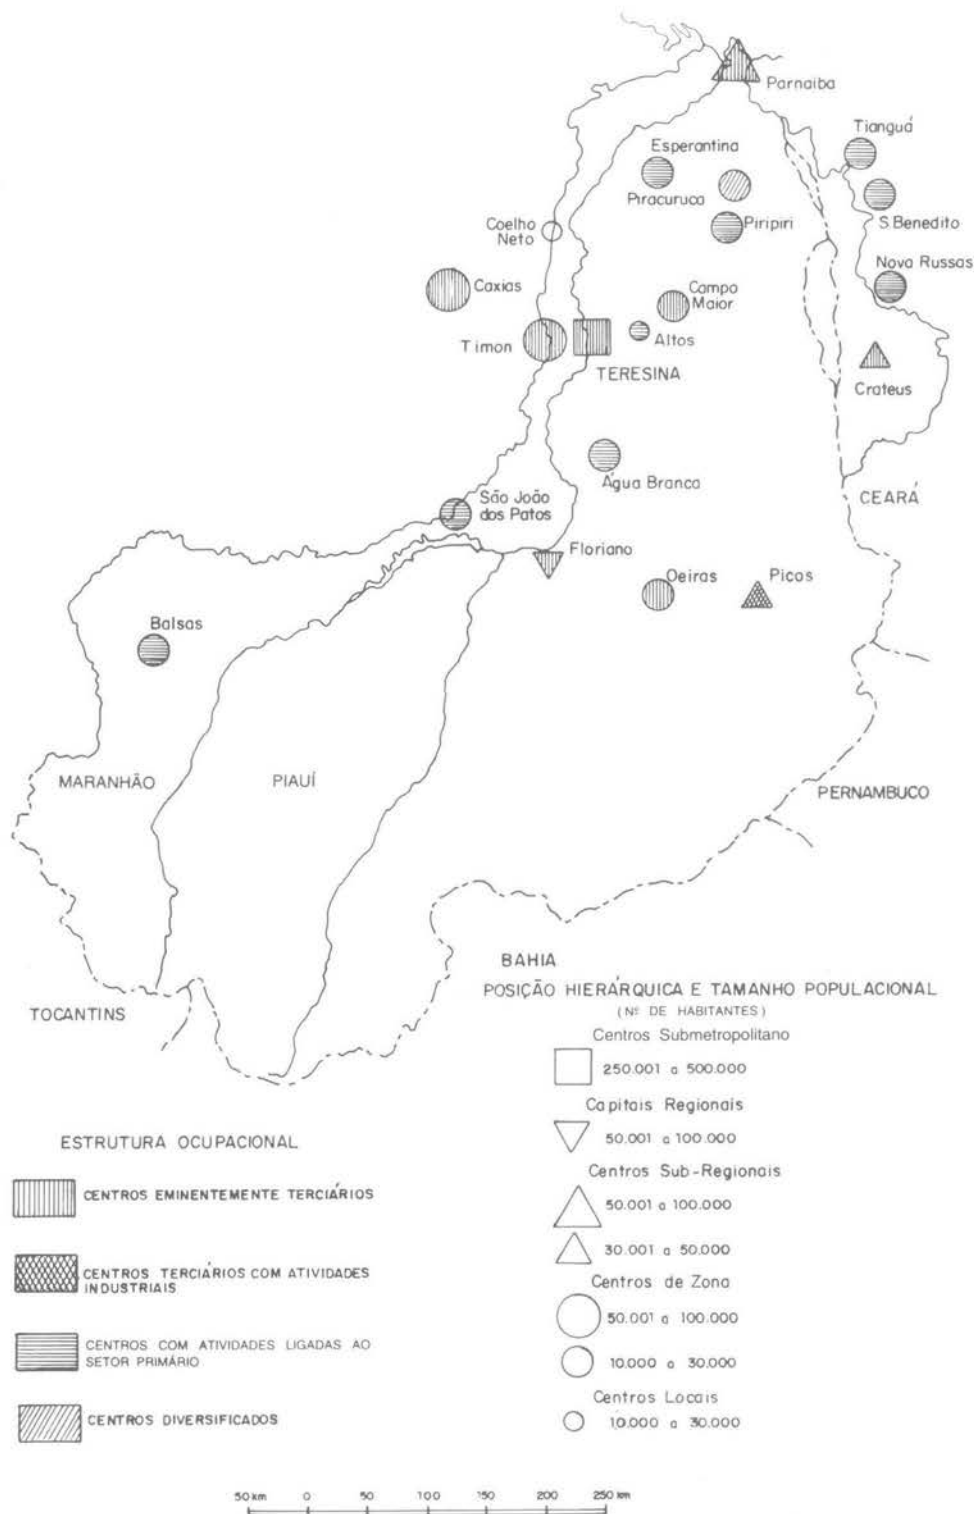 Parnaiba
Tianguá
Esperantina
Piracuruca
S. Benedito
Piripiri
Coelho
Neto
Nova Russas
Caxias
Campo
Maior
Timon
Altos
TERESINA
Crateus
Água Branca
CEARÁ
São João
dos Patos
Floriano
Oeiras
Picos
Balsas
MARANHÃO
PIAUÍ
PERNAMBUCO
BAHIA
TOCANTINS
POSIÇÃO HIERÁRQUICA E TAMANHO POPULACIONAL
(Nº DE HABITANTES)
Centros Submetropolitano
250.001 a 500.000
Capitais Regionais
50.001 a 100.000
Centros Sub-Regionais
50.001 a 100.000
30.001 a 50.000
Centros de Zona
50.001 a 100.000
10.000 a 30.000
Centros Locais
10.000 a 30.000
ESTRUTURA OCUPACIONAL
CENTROS EMINENTEMENTE TERCIÁRIOS
CENTROS TERCIÁRIOS COM ATIVIDADES
INDUSTRIAIS
CENTROS COM ATIVIDADES LIGADAS AO
SETOR PRIMÁRIO
CENTROS DIVERSIFICADOS
50 km 0 50 100 200 250 km